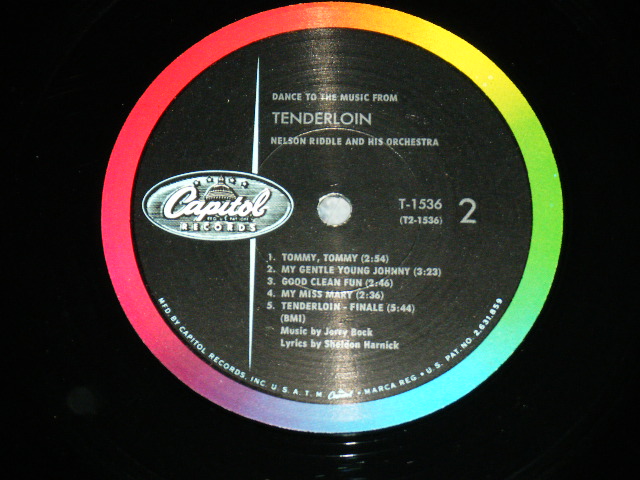 DANCE TO THE MUSIC FROM
TENDERLOIN
NELSON RIDDLE AND HIS ORCHESTRA
Capitol
RECORDS
T-1536
(T2-1536)
2
1. TOMMY, TOMMY (2:54)
2. MY GENTLE YOUNG JOHNNY (3:23)
3. GOOD CLEAN FUN (2:46)
4. MY MISS MARY (2:36)
5. TENDERLOIN - FINALE (5:44)
(BMI)
Music by Jerry Bock
Lyrics by Sheldon Harnick
MFD. BY CAPITOL RECORDS, INC. U.S.A. T.M. Capitol • MARCA REG. • U.S. PAT. NO. 2,631,859